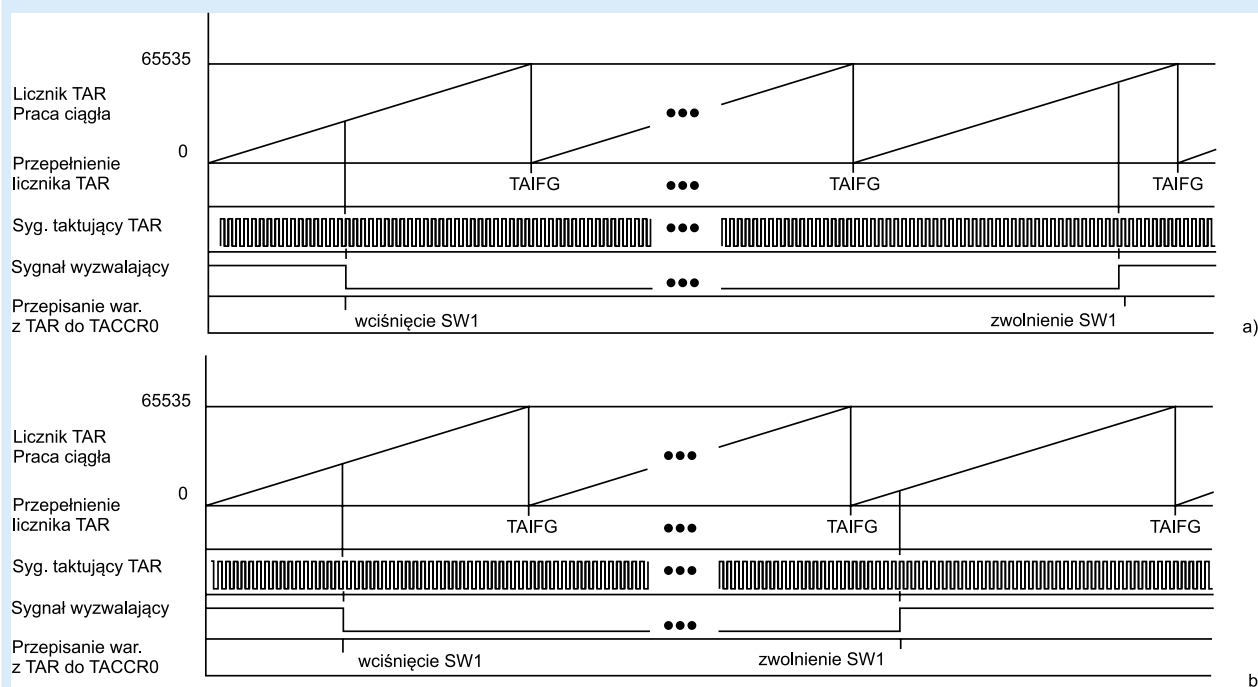 65535
Licznik TAR
Praca ciągła
0
Przepełnienie
licznika TAR
TAIFG
TAIFG
TAIFG
Syg. taktujący TAR
Sygnał wyzwalający
Przepisanie war.
z TAR do TACCR0
wciśnięcie SW1
zwolnienie SW1
a)
65535
Licznik TAR
Praca ciągła
0
Przepełnienie
licznika TAR
TAIFG
TAIFG
TAIFG
Syg. taktujący TAR
Sygnał wyzwalający
Przepisanie war.
z TAR do TACCR0
wciśnięcie SW1
zwolnienie SW1
b